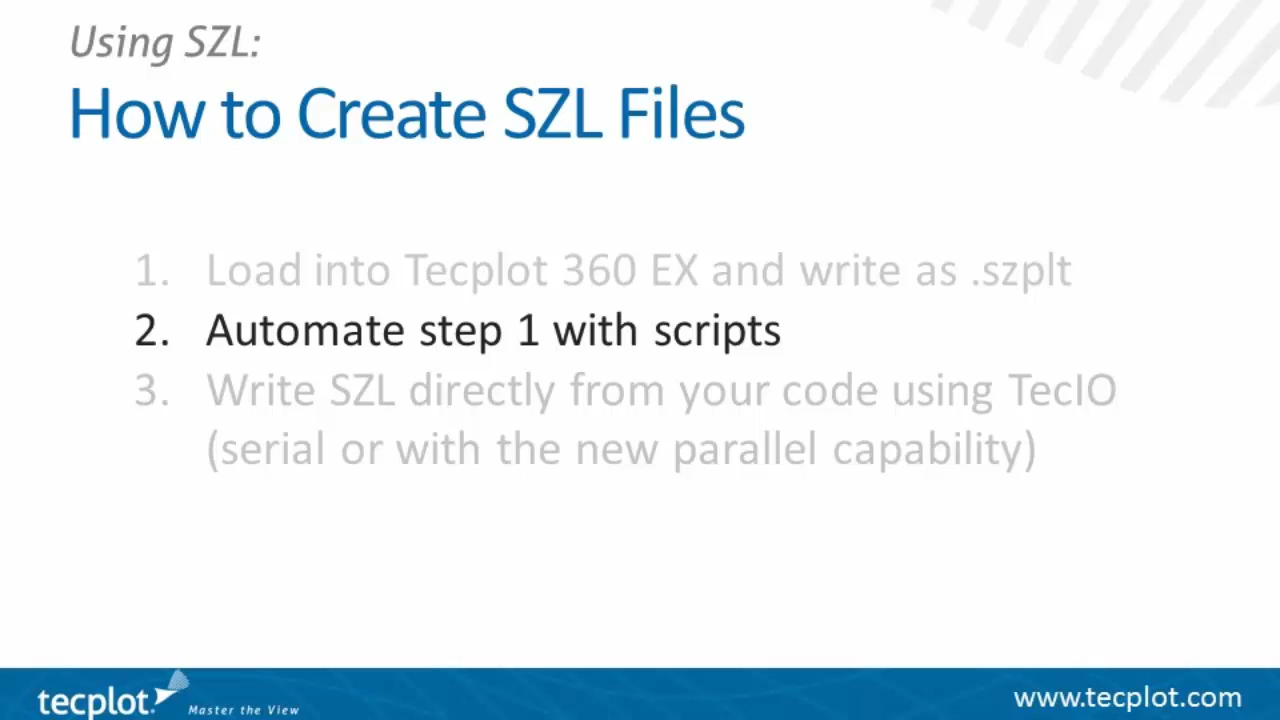 Using SZL:
How to Create SZL Files
1. Load into Tecplot 360 EX and write as .szplt
2. Automate step 1 with scripts
3. Write SZL directly from your code using TecIO
(serial or with the new parallel capability)
tecplot. Master the View
www.tecplot.com